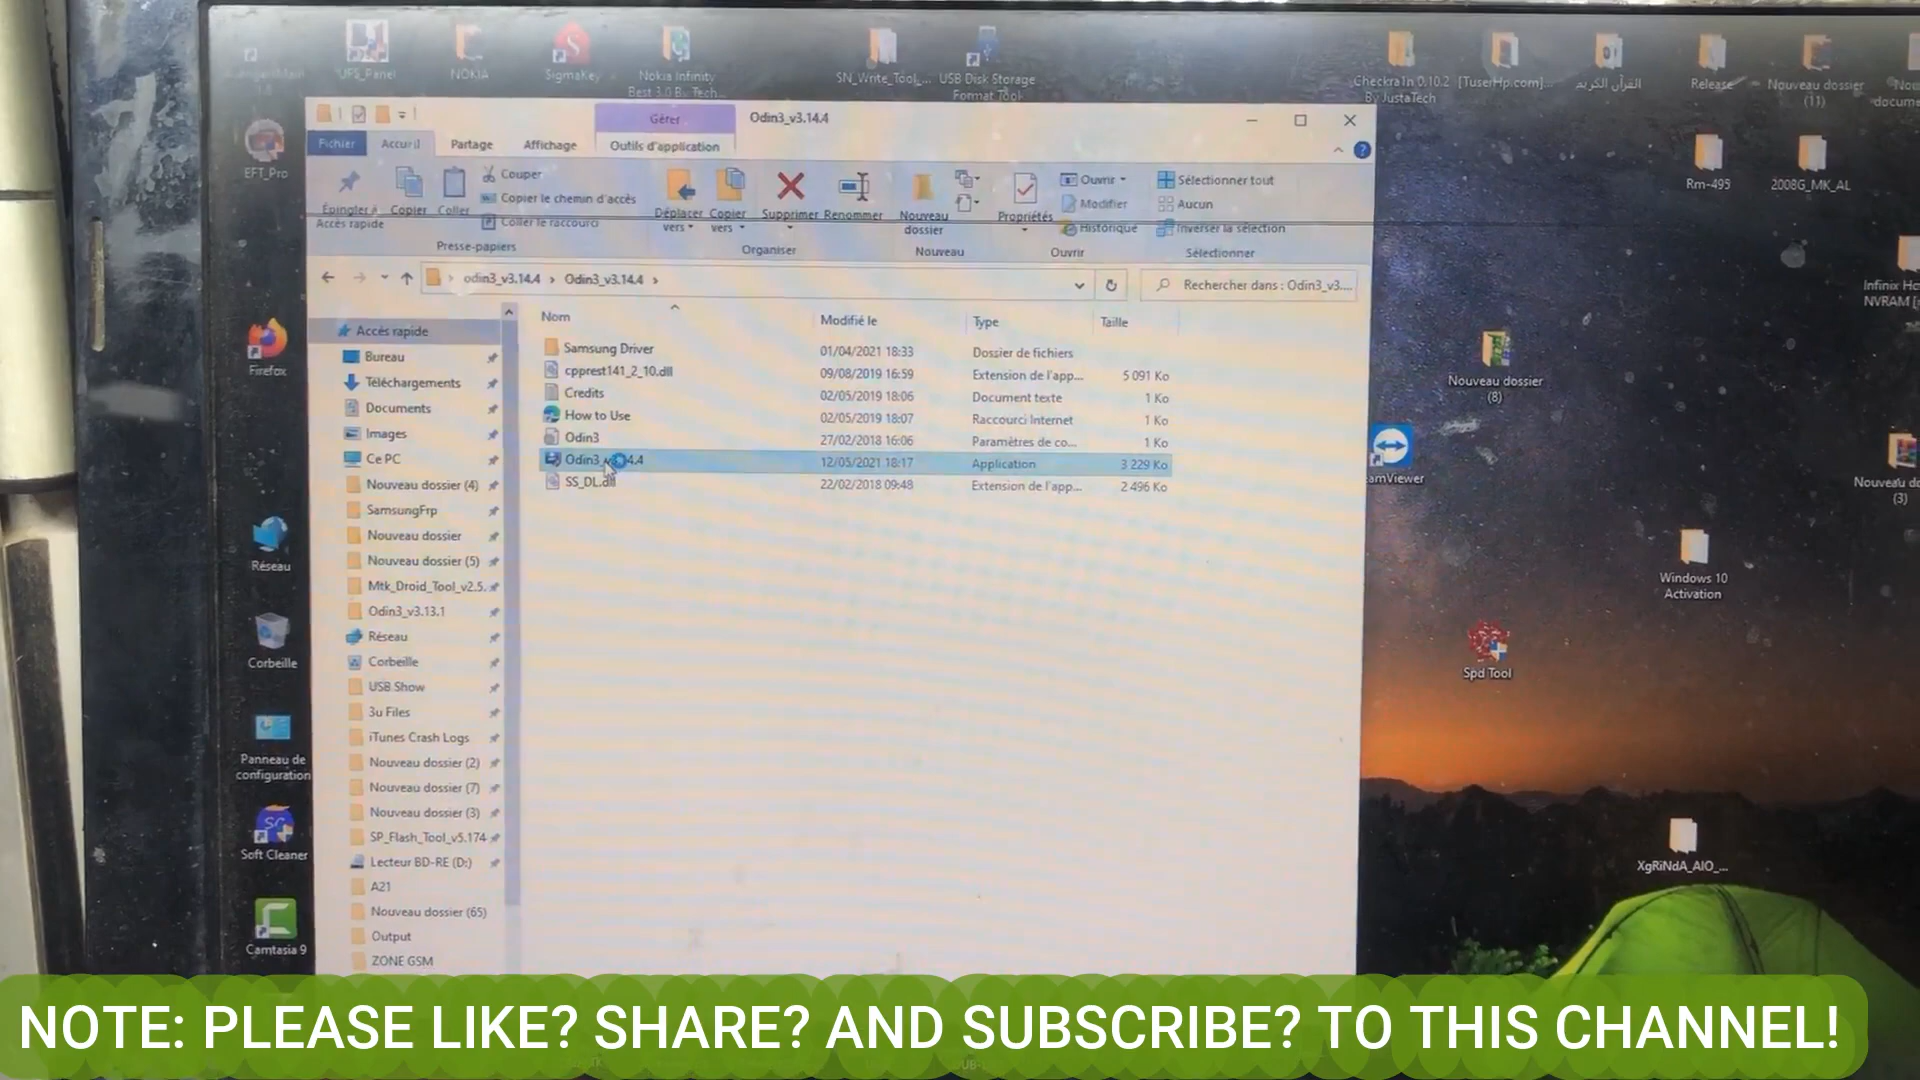 UFS_Panel
NOKIA
SigmaKey
Nokia Infinity
Best 3.0 By Tech...
SN_Write_Tool_...
USB Disk Storage
Format Tool
Checkra1n 0.10.2
By JustaTech
[TuserHp.com]...
القرآن الكريم
Release
Nouveau dossier
(11)
Rm-495
2008G_MK_AL
Infinix
NVRAM
EFT_Pro
Firefox
Réseau
Corbeille
Panneau de
configuration
Soft Cleaner
Camtasia 9
Gérer
Odin3_v3.14.4
Fichier
Accueil
Partage
Affichage
Outils d'application
Épingler à
Accès rapide
Copier
Coller
Couper
Copier le chemin d'accès
Coller le raccourci
Presse-papiers
Déplacer
vers
Copier
vers
Supprimer
Renommer
Organiser
Nouveau
dossier
Nouveau
Propriétés
Ouvrir
Modifier
Historique
Ouvrir
Sélectionner tout
Aucun
Inverser la sélection
Sélectionner
odin3_v3.14.4 › Odin3_v3.14.4 ›
Rechercher dans : Odin3_v3....
Accès rapide
Bureau
Téléchargements
Documents
Images
Ce PC
Nouveau dossier (4)
SamsungFrp
Nouveau dossier
Nouveau dossier (5)
Mtk_Droid_Tool_v2.5.
Odin3_v3.13.1
Réseau
Corbeille
USB Show
3u Files
iTunes Crash Logs
Nouveau dossier (2)
Nouveau dossier (7)
Nouveau dossier (3)
SP_Flash_Tool_v5.174
Lecteur BD-RE (D:)
A21
Nouveau dossier (65)
Output
ZONE GSM
Nom Modifié le Type Taille
Samsung Driver 01/04/2021 18:33 Dossier de fichiers
cpprest141_2_10.dll 09/08/2019 16:59 Extension de l'app... 5 091 Ko
Credits 02/05/2019 18:06 Document texte 1 Ko
How to Use 02/05/2019 18:07 Raccourci Internet 1 Ko
Odin3 27/02/2018 16:06 Paramètres de co... 1 Ko
Odin3_v3.14.4 12/05/2021 18:17 Application 3 229 Ko
SS_DL.dll 22/02/2018 09:48 Extension de l'app... 2 496 Ko
Nouveau dossier
(8)
amViewer
(3)
Windows 10
Activation
Spd Tool
XgRiNdA_AIO_...
NOTE: PLEASE LIKE? SHARE? AND SUBSCRIBE? TO THIS CHANNEL!